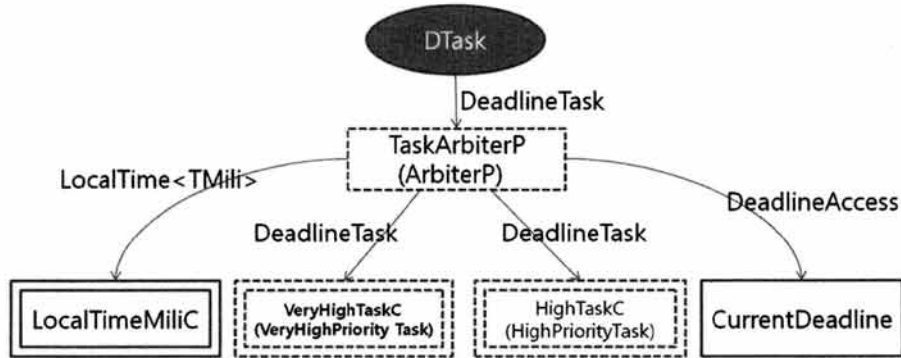 DTask
DeadlineTask
TaskArbiterP
(ArbiterP)
LocalTime<TMili>
DeadlineAccess
DeadlineTask
DeadlineTask
LocalTimeMiliC
VeryHighTaskC
(VeryHighPriority Task)
HighTaskC
(HighPriorityTask)
CurrentDeadline